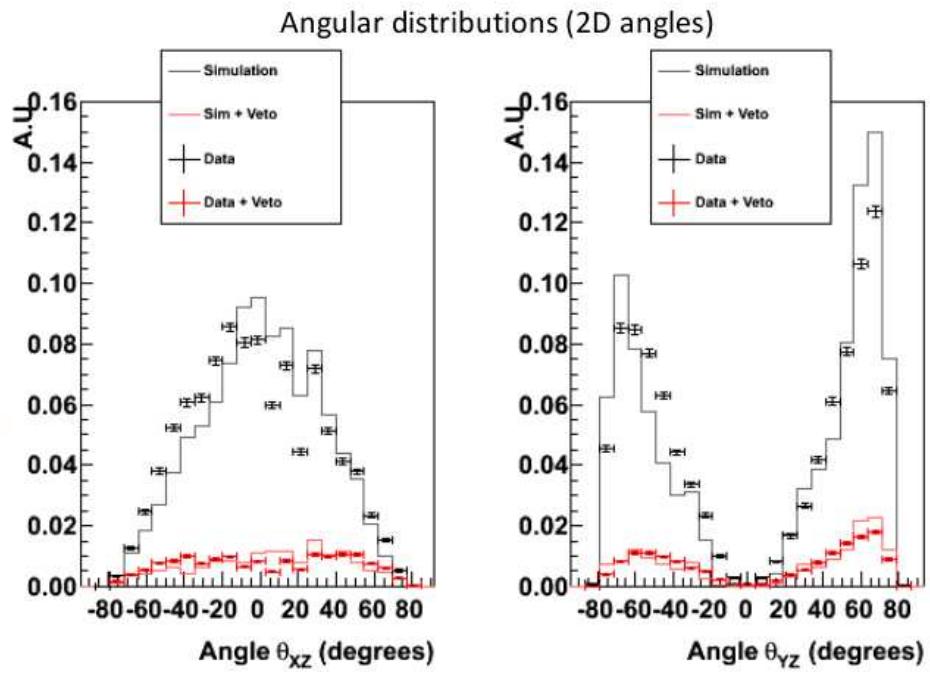 Angular distributions (2D angles)
Simulation
Sim + Veto
Data
Data + Veto
A.U
0.16
0.14
0.12
0.10
0.08
0.06
0.04
0.02
0.00
-80 -60 -40 -20 0 20 40 60 80
Angle θXZ (degrees)
Simulation
Sim + Veto
Data
Data + Veto
A.U
0.16
0.14
0.12
0.10
0.08
0.06
0.04
0.02
0.00
-80 -60 -40 -20 0 20 40 60 80
Angle θYZ (degrees)